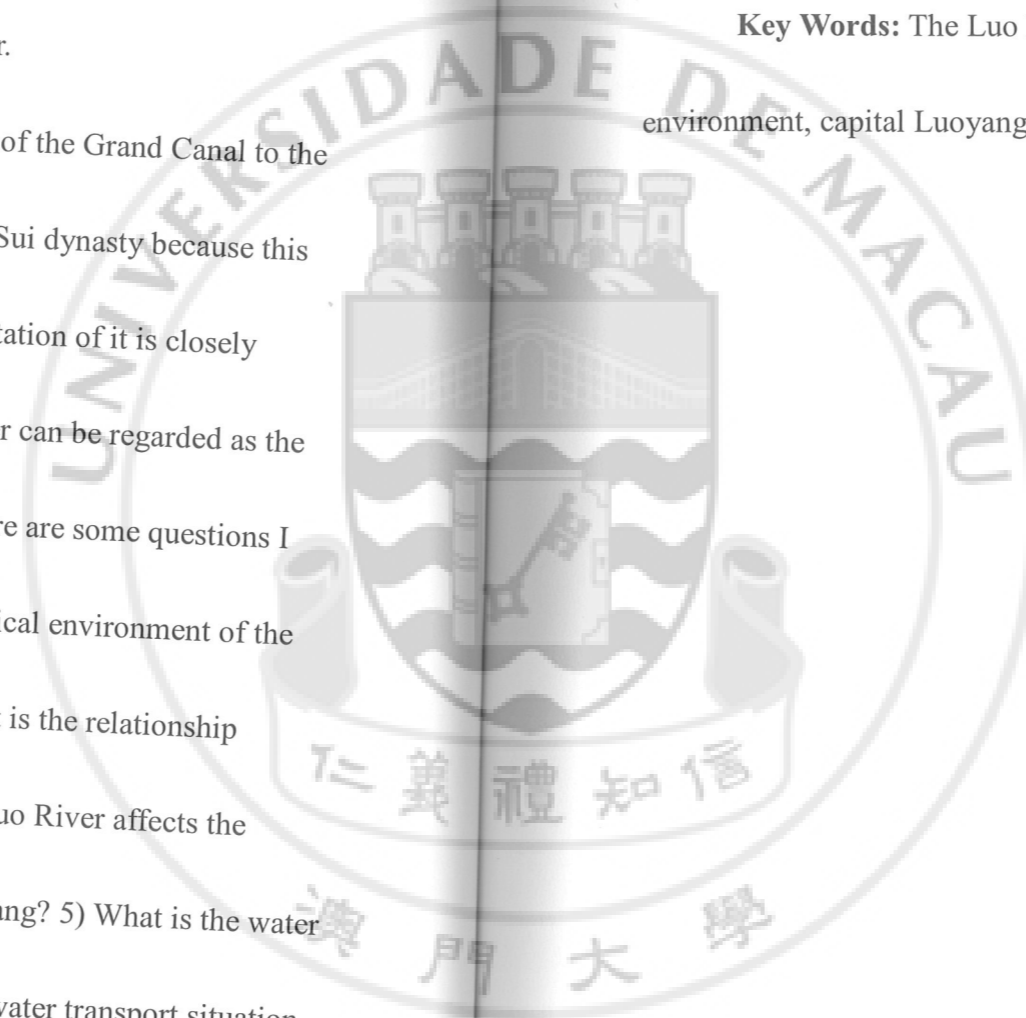 r.
of the Grand Canal to the
Sui dynasty because this
tation of it is closely
r can be regarded as the
re are some questions I
ical environment of the
is the relationship
uo River affects the
ang? 5) What is the water
water transport situation
Key Words: The Luo
environment, capital Luoyang
UNIVERSIDADE DE MACAU
仁義禮知信
澳門大學